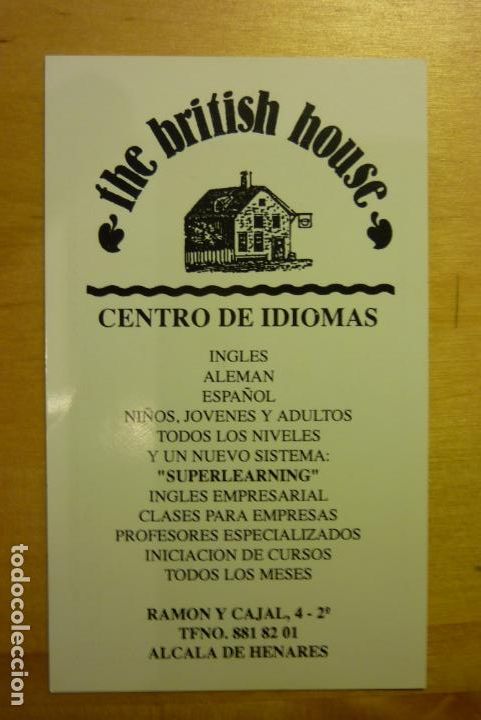 the british house
CENTRO DE IDIOMAS
INGLES
ALEMAN
ESPAÑOL
NIÑOS, JOVENES Y ADULTOS
TODOS LOS NIVELES
Y UN NUEVO SISTEMA:
"SUPERLEARNING"
INGLES EMPRESARIAL
CLASES PARA EMPRESAS
PROFESORES ESPECIALIZADOS
INICIACION DE CURSOS
TODOS LOS MESES
RAMON Y CAJAL, 4 - 2º
TFNO. 881 82 01
ALCALA DE HENARES
todocoleccion